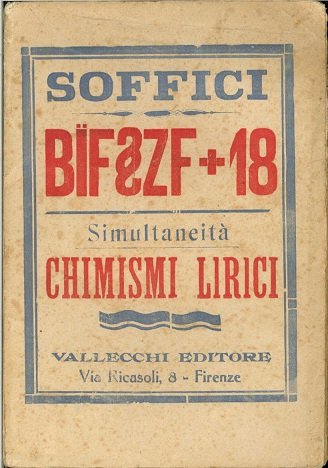 SOFFICI
BÏF§ZF+18
Simultaneità
CHIMISMI LIRICI
VALLECCHI EDITORE
Via Ricasoli, 8 - Firenze